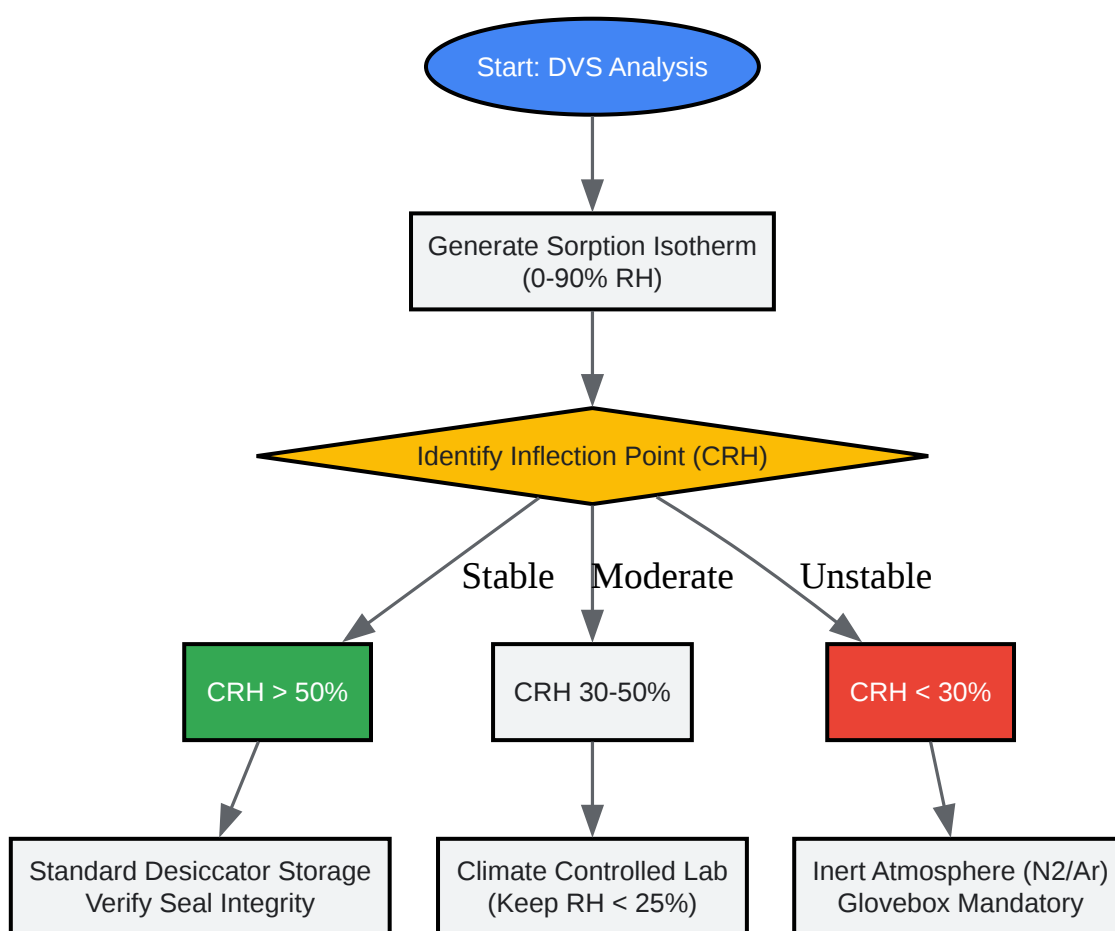 Start: DVS Analysis
Generate Sorption Isotherm
(0-90% RH)
Identify Inflection Point (CRH)
Stable
Moderate
Unstable
CRH > 50%
CRH 30-50%
CRH < 30%
Standard Desiccator Storage
Verify Seal Integrity
Climate Controlled Lab
(Keep RH < 25%)
Inert Atmosphere (N2/Ar)
Glovebox Mandatory